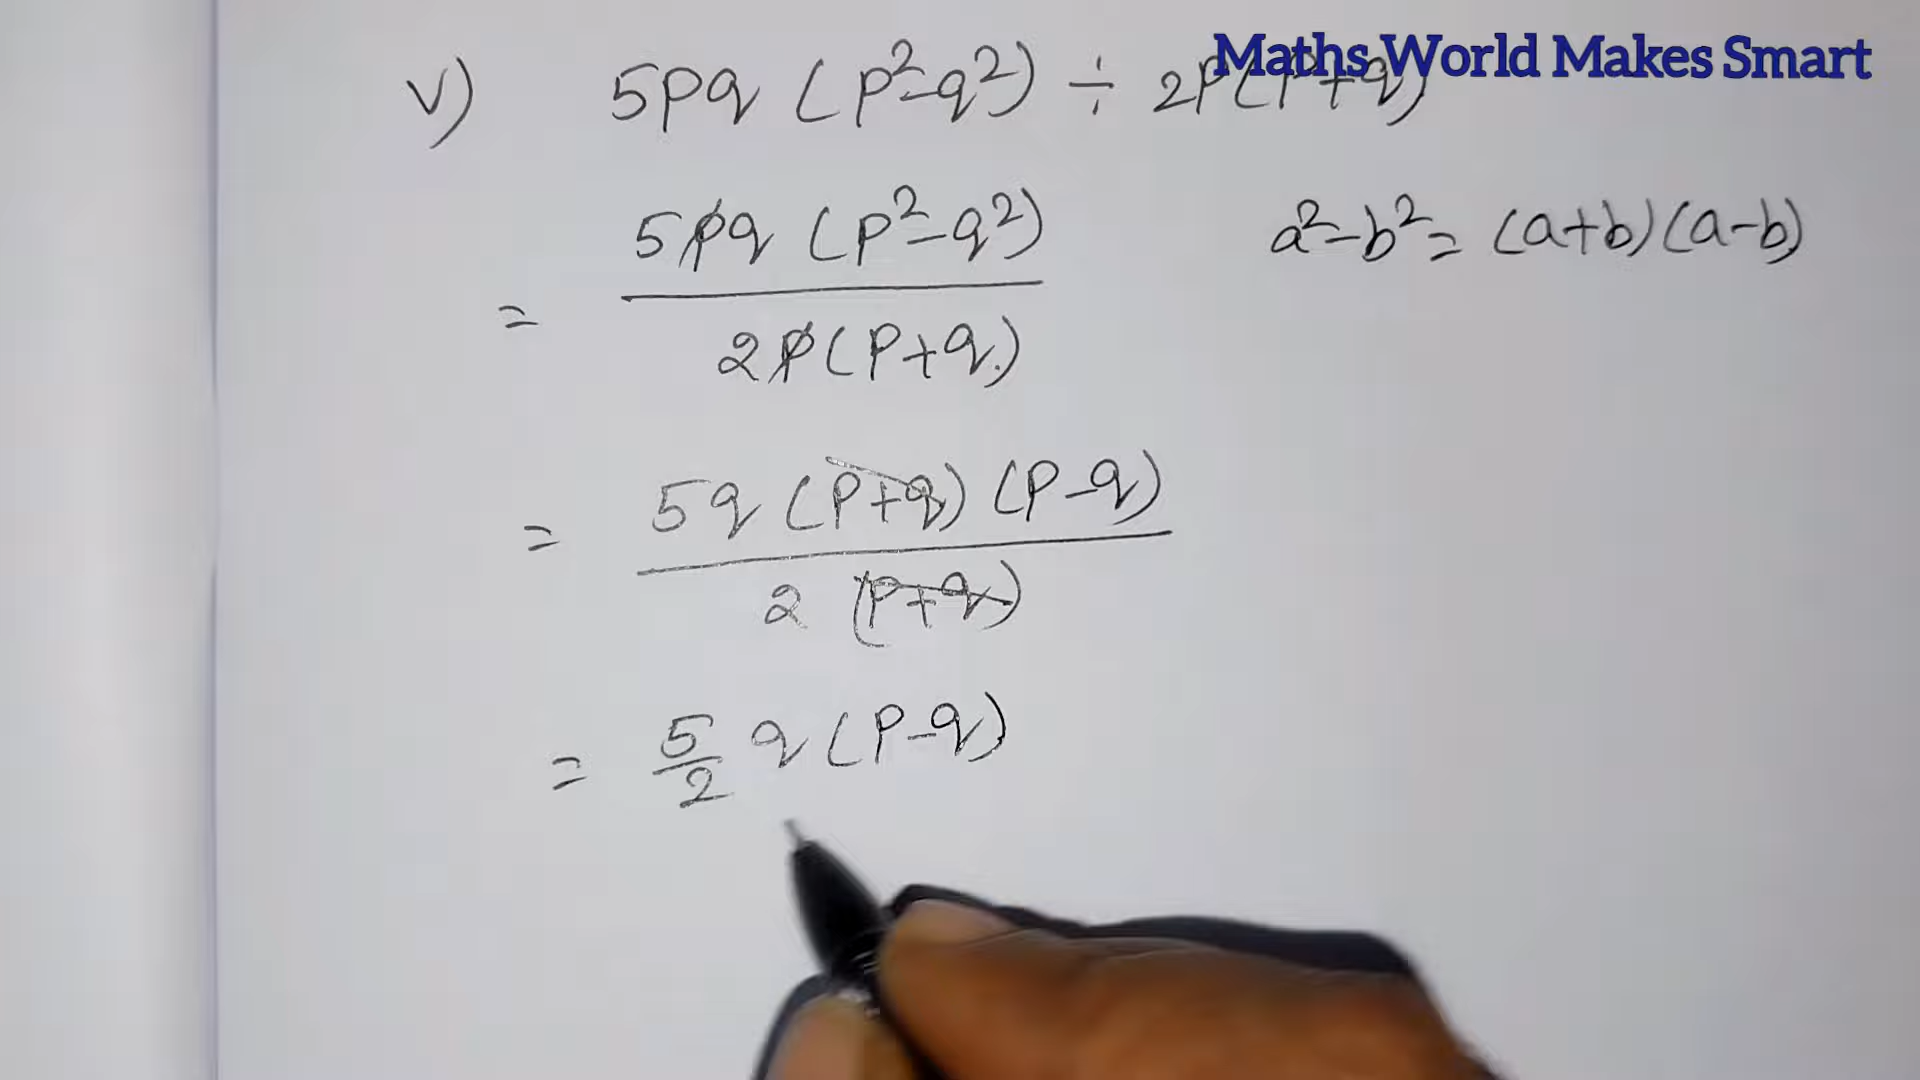 Maths World Makes Smart
v) 5pq (p²-q²) ÷ 2p(p+q)
= 5pq (p²-q²) / 2p(p+q)
a²-b² = (a+b)(a-b)
= 5q (p+q) (p-q) / 2 (p+q)
= 5/2 q (p-q)